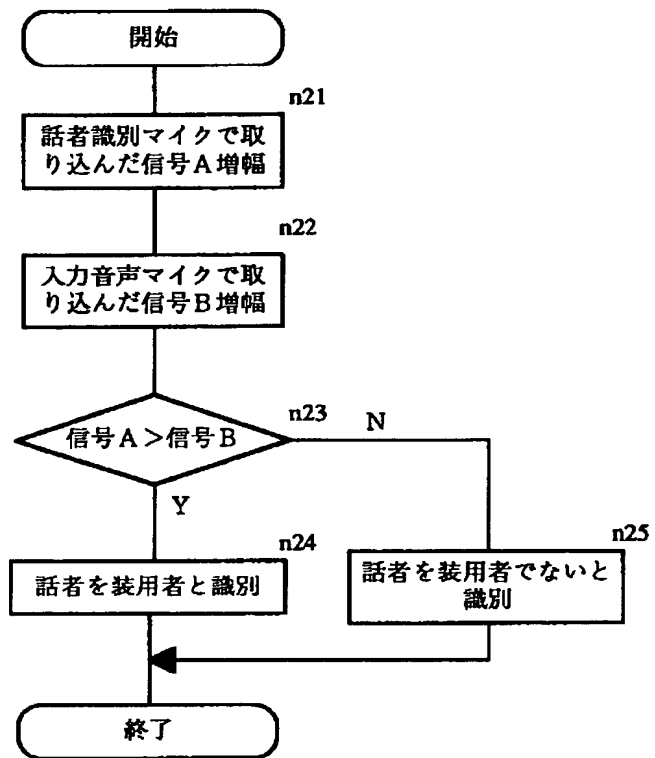 開始
n21
話者識別マイクで取
り込んだ信号A増幅
n22
入力音声マイクで取
り込んだ信号B増幅
n23
信号A＞信号B
N
Y
n24
話者を装用者と識別
n25
話者を装用者でないと
識別
終了